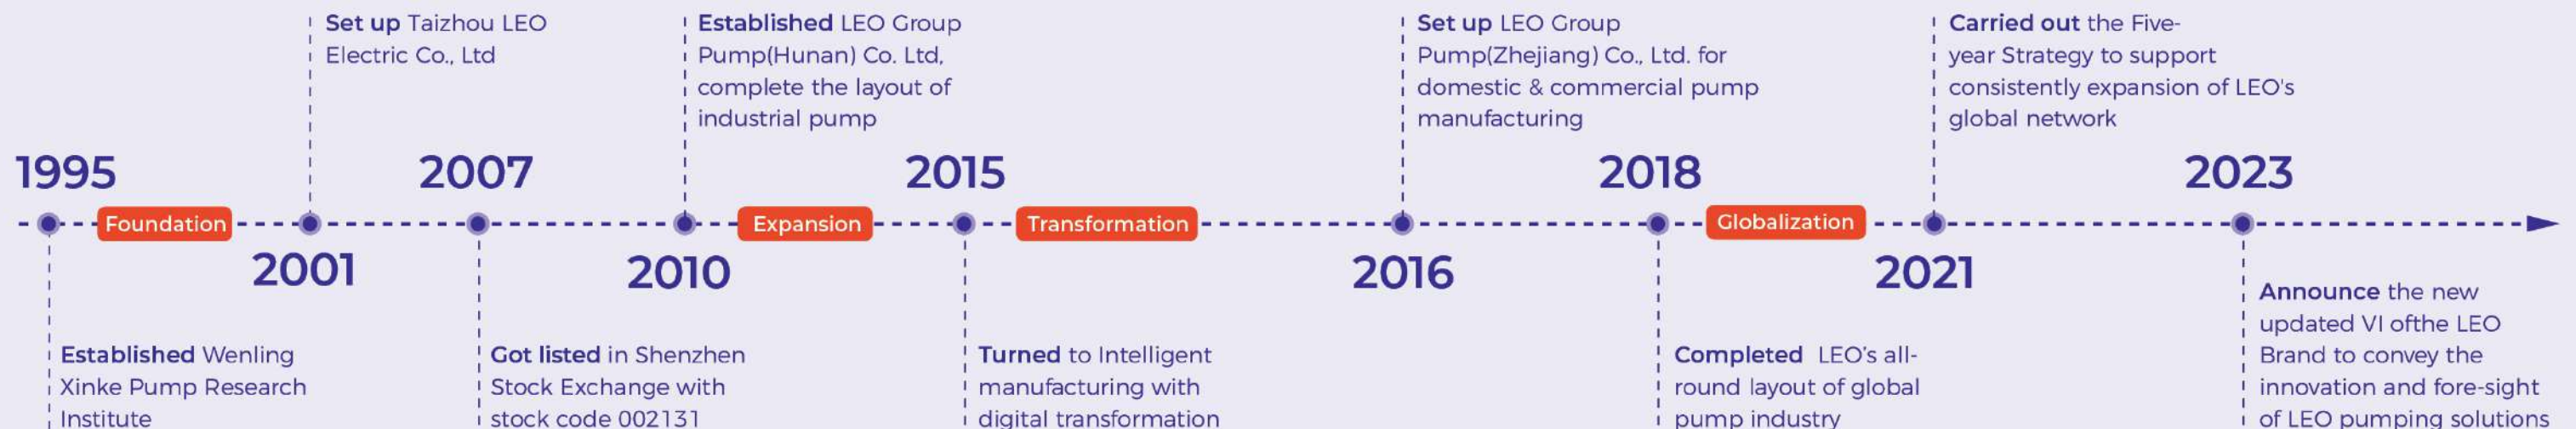 Set up Taizhou LEO
Electric Co., Ltd
Established LEO Group
Pump(Hunan) Co. Ltd,
complete the layout of
industrial pump
Set up LEO Group
Pump(Zhejiang) Co., Ltd. for
domestic & commercial pump
manufacturing
Carried out the Five-
year Strategy to support
consistently expansion of LEO's
global network
1995
2007
2015
2018
2023
Foundation
Expansion
Transformation
Globalization
2001
2010
2016
2021
Established Wenling
Xinke Pump Research
Institute
Got listed in Shenzhen
Stock Exchange with
stock code 002131
Turned to Intelligent
manufacturing with
digital transformation
Completed LEO's all-
round layout of global
pump industry
Announce the new
updated VI ofthe LEO
Brand to convey the
innovation and fore-sight
of LEO pumping solutions